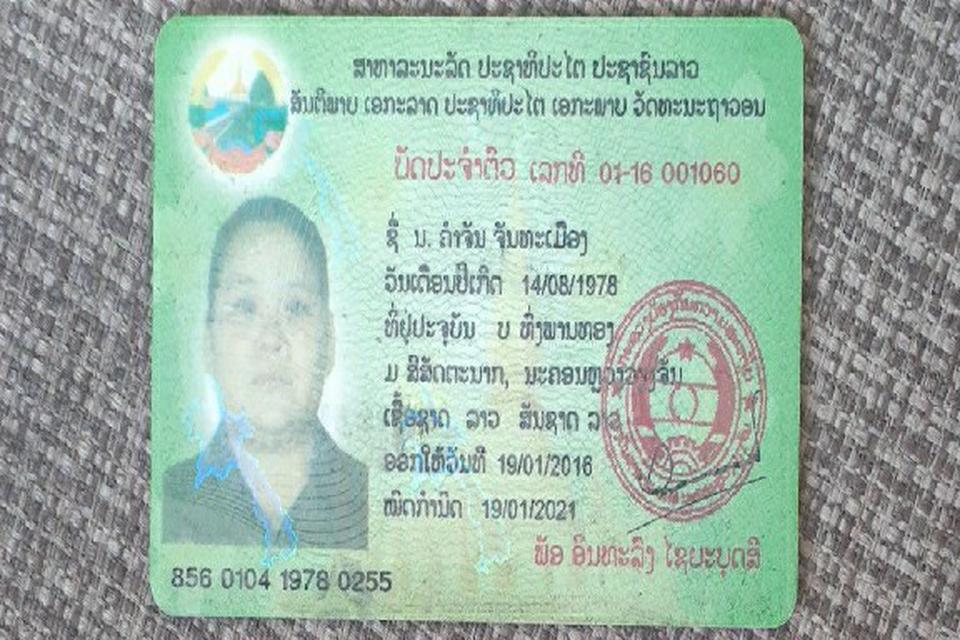 ສາທາລະນະລັດ ປະຊາທິປະໄຕ ປະຊາຊົນລາວ
ສັນຕິພາບ ເອກະລາດ ປະຊາທິປະໄຕ ເອກະພາບ ວັດທະນະຖາວອນ
ບັດປະຈຳຕົວ ເລກທີ 01-16 001060
ຊື່ ນ. ຄຳຈັນ ຈັນທະເມືອງ
ວັນເດືອນປີເກີດ 14/08/1978
ທີ່ຢູ່ປະຈຸບັນ ບ ທົ່ງພານທອງ
ມ ສີສັດຕະນາກ, ນະຄອນຫຼວງວຽງຈັນ
ເຊື້ອຊາດ ລາວ ສັນຊາດ ລາວ
ອອກໃຫ້ວັນທີ 19/01/2016
ໝົດກຳນົດ 19/01/2021
ພັອ ອິນທະລົງ ໄຊຍະບຸດສີ
856 0104 1978 0255